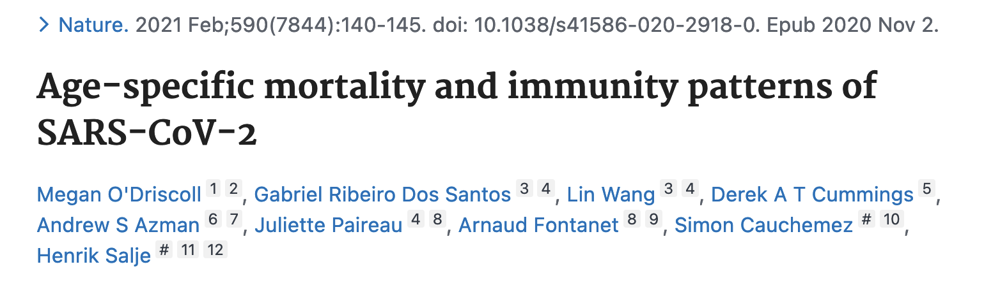 > Nature. 2021 Feb;590(7844):140-145. doi: 10.1038/s41586-020-2918-0. Epub 2020 Nov 2.
Age-specific mortality and immunity patterns of
SARS-CoV-2
Megan O'Driscoll 1 2, Gabriel Ribeiro Dos Santos 3 4, Lin Wang 3 4, Derek A T Cummings 5,
Andrew S Azman 6 7, Juliette Paireau 4 8, Arnaud Fontanet 8 9, Simon Cauchemez # 10,
Henrik Salje # 11 12